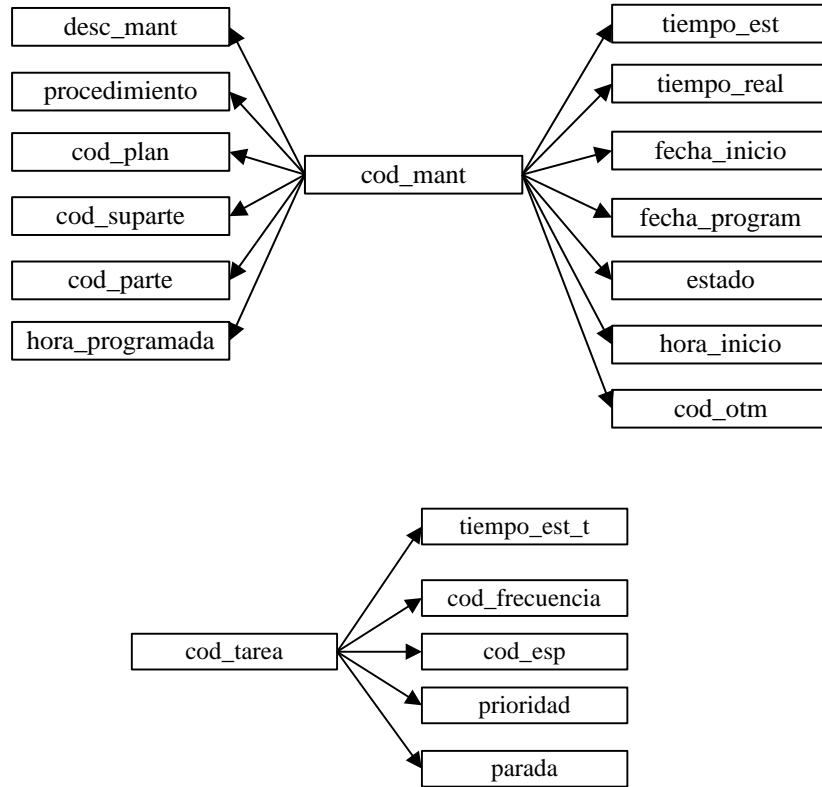 desc_mant
procedimiento
cod_plan
cod_suparte
cod_parte
hora_programada
cod_mant
tiempo_est
tiempo_real
fecha_inicio
fecha_program
estado
hora_inicio
cod_otm
cod_tarea
tiempo_est_t
cod_frecuencia
cod_esp
prioridad
parada